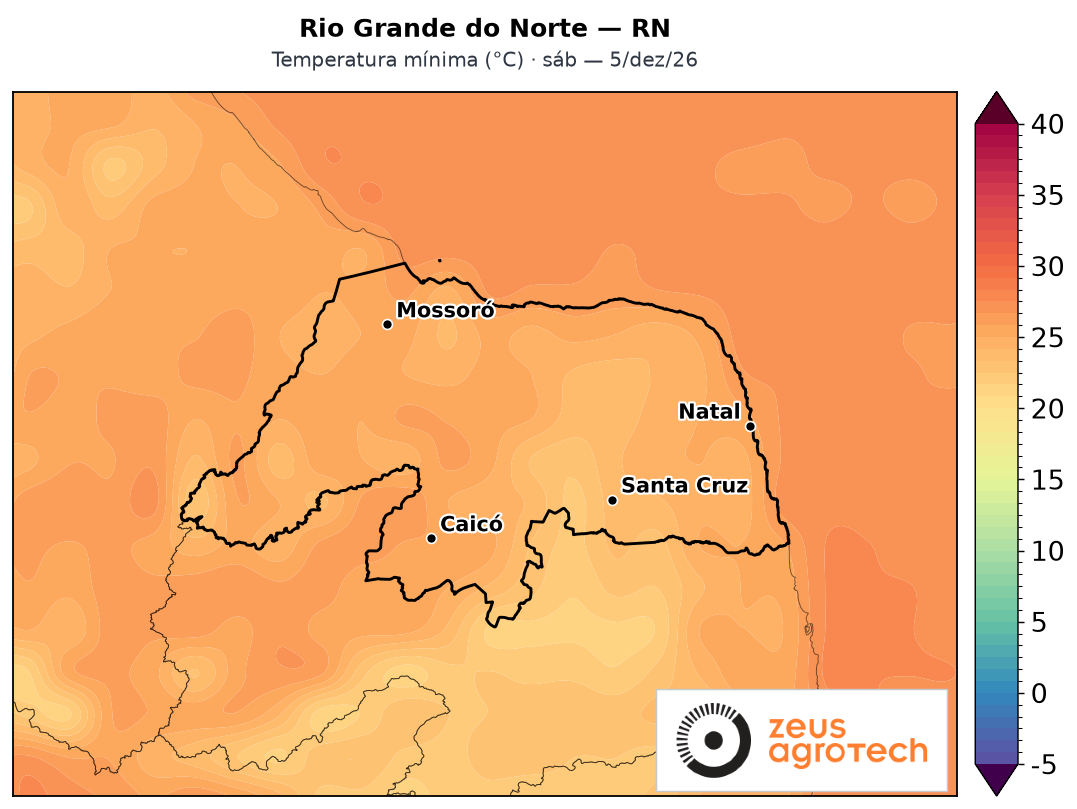 Rio Grande do Norte — RN
Temperatura mínima (°C) · sáb — 5/dez/26
Mossoró
Natal
Santa Cruz
Caicó
40
35
30
25
20
15
10
5
0
-5
zeus
agrotech